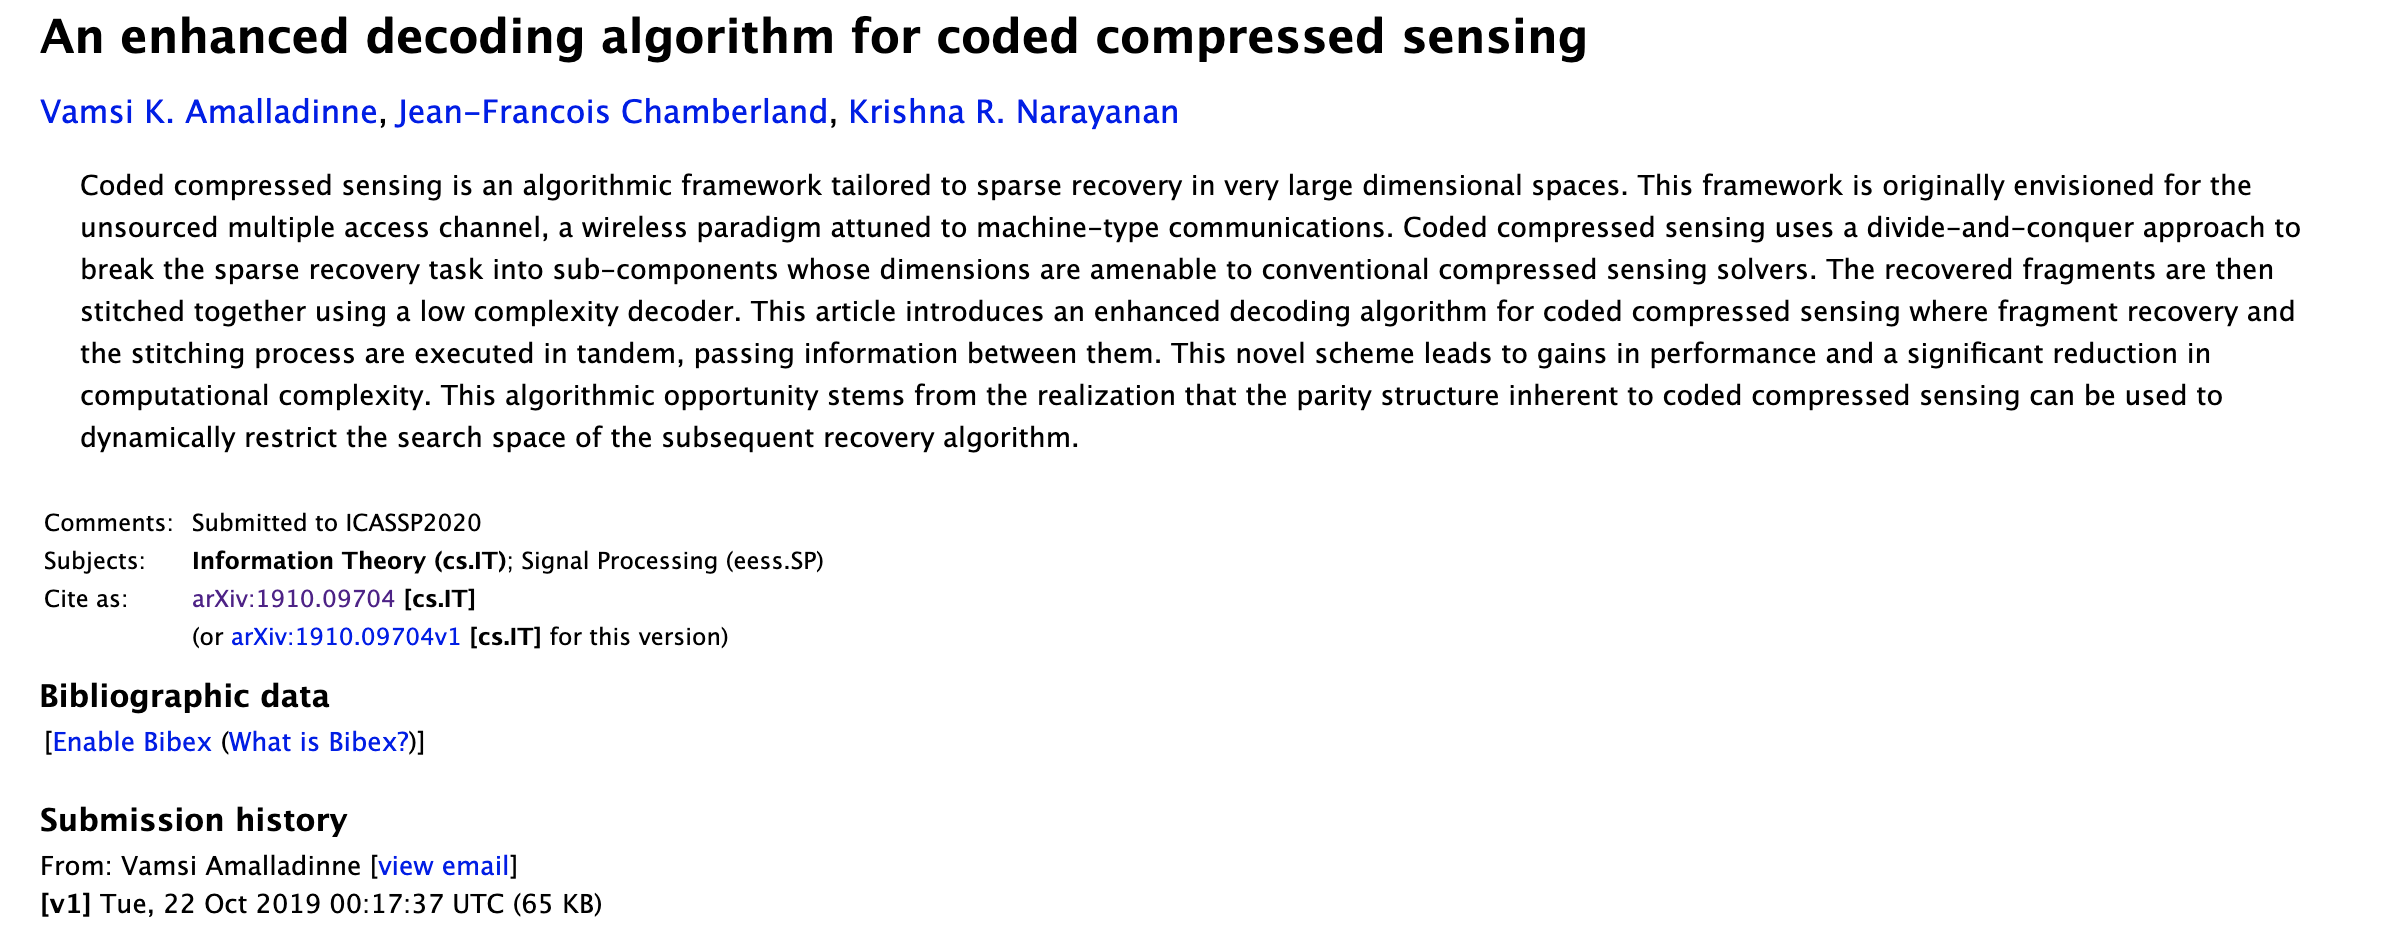 An enhanced decoding algorithm for coded compressed sensing
Vamsi K. Amalladinne, Jean-Francois Chamberland, Krishna R. Narayanan
Coded compressed sensing is an algorithmic framework tailored to sparse recovery in very large dimensional spaces. This framework is originally envisioned for the
unsourced multiple access channel, a wireless paradigm attuned to machine-type communications. Coded compressed sensing uses a divide-and-conquer approach to
break the sparse recovery task into sub-components whose dimensions are amenable to conventional compressed sensing solvers. The recovered fragments are then
stitched together using a low complexity decoder. This article introduces an enhanced decoding algorithm for coded compressed sensing where fragment recovery and
the stitching process are executed in tandem, passing information between them. This novel scheme leads to gains in performance and a significant reduction in
computational complexity. This algorithmic opportunity stems from the realization that the parity structure inherent to coded compressed sensing can be used to
dynamically restrict the search space of the subsequent recovery algorithm.
Comments: Submitted to ICASSP2020
Subjects: Information Theory (cs.IT); Signal Processing (eess.SP)
Cite as: arXiv:1910.09704 [cs.IT]
(or arXiv:1910.09704v1 [cs.IT] for this version)
Bibliographic data
[Enable Bibex (What is Bibex?)]
Submission history
From: Vamsi Amalladinne [view email]
[v1] Tue, 22 Oct 2019 00:17:37 UTC (65 KB)